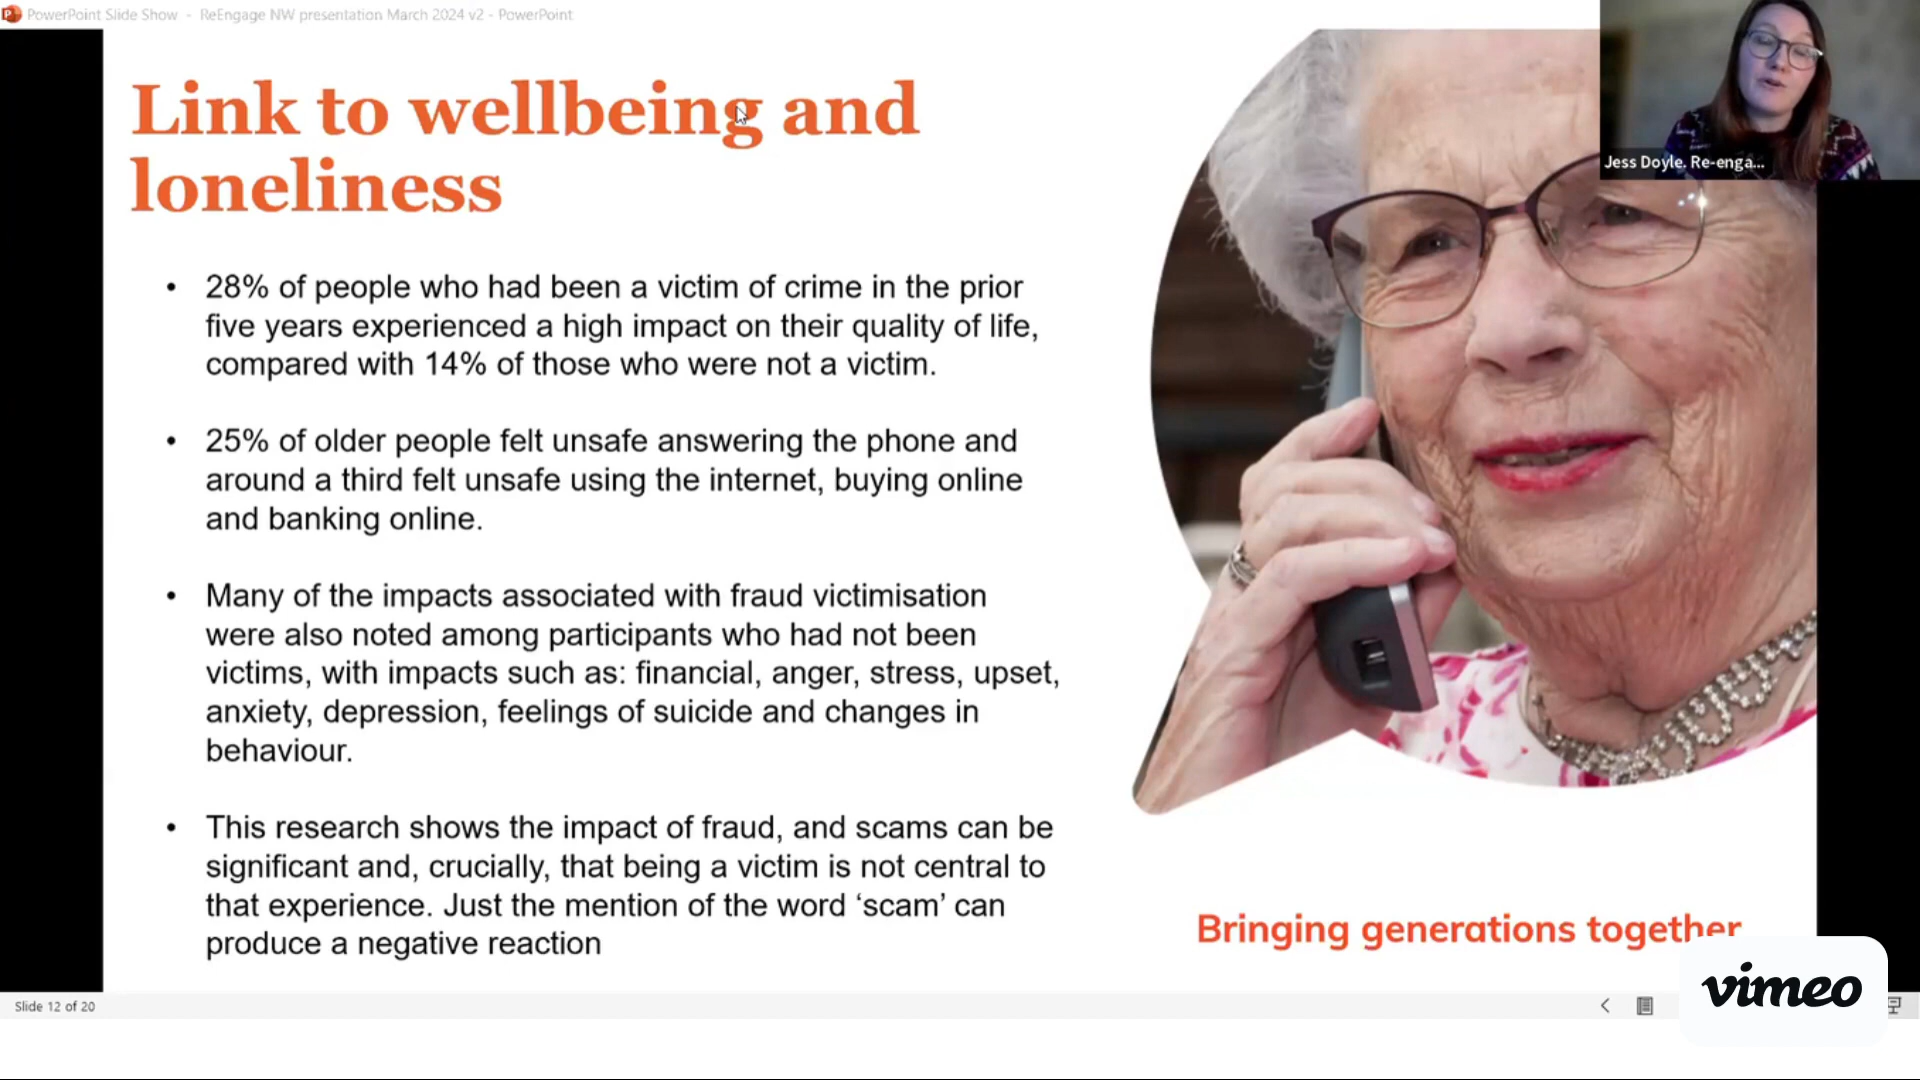 PowerPoint Slide Show - ReEngage NW presentation March 2024 v2 - PowerPoint
Jess Doyle. Re-enga...
Link to wellbeing and
loneliness
• 28% of people who had been a victim of crime in the prior
five years experienced a high impact on their quality of life,
compared with 14% of those who were not a victim.
• 25% of older people felt unsafe answering the phone and
around a third felt unsafe using the internet, buying online
and banking online.
• Many of the impacts associated with fraud victimisation
were also noted among participants who had not been
victims, with impacts such as: financial, anger, stress, upset,
anxiety, depression, feelings of suicide and changes in
behaviour.
• This research shows the impact of fraud, and scams can be
significant and, crucially, that being a victim is not central to
that experience. Just the mention of the word ‘scam’ can
produce a negative reaction
Bringing generations together
vimeo
Slide 12 of 20